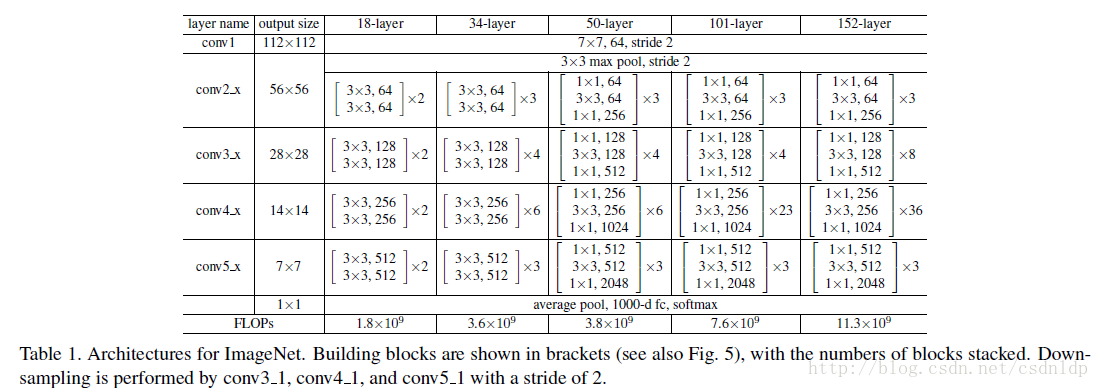 layer name output size 18-layer 34-layer 50-layer 101-layer 152-layer
conv1 112×112 7×7, 64, stride 2
3×3 max pool, stride 2
conv2_x 56×56 [3×3, 64 3×3, 64]×2 [3×3, 64 3×3, 64]×3 [1×1, 64 3×3, 64 1×1, 256]×3 [1×1, 64 3×3, 64 1×1, 256]×3 [1×1, 64 3×3, 64 1×1, 256]×3
conv3_x 28×28 [3×3, 128 3×3, 128]×2 [3×3, 128 3×3, 128]×4 [1×1, 128 3×3, 128 1×1, 512]×4 [1×1, 128 3×3, 128 1×1, 512]×4 [1×1, 128 3×3, 128 1×1, 512]×8
conv4_x 14×14 [3×3, 256 3×3, 256]×2 [3×3, 256 3×3, 256]×6 [1×1, 256 3×3, 256 1×1, 1024]×6 [1×1, 256 3×3, 256 1×1, 1024]×23 [1×1, 256 3×3, 256 1×1, 1024]×36
conv5_x 7×7 [3×3, 512 3×3, 512]×2 [3×3, 512 3×3, 512]×3 [1×1, 512 3×3, 512 1×1, 2048]×3 [1×1, 512 3×3, 512 1×1, 2048]×3 [1×1, 512 3×3, 512 1×1, 2048]×3
1×1 average pool, 1000-d fc, softmax
FLOPs 1.8×10⁹ 3.6×10⁹ 3.8×10⁹ 7.6×10⁹ 11.3×10⁹
Table 1. Architectures for ImageNet. Building blocks are shown in brackets (see also Fig. 5), with the numbers of blocks stacked. Down-
sampling is performed by conv3_1, conv4_1, and conv5_1 with a stride of 2.
http://blog.csdn.net/csdnldp